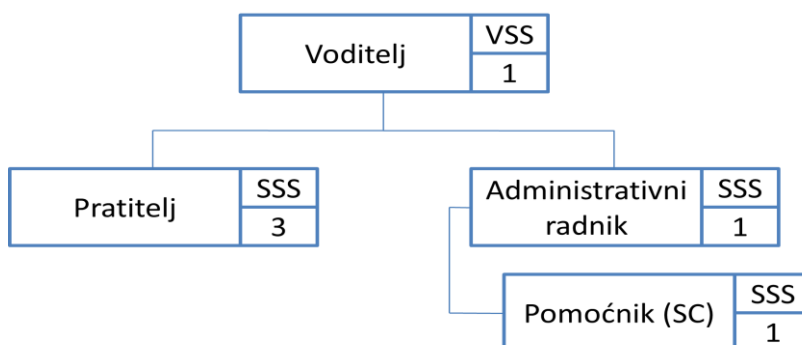 Voditelj
VSS
1
Pratitelj
SSS
3
Administrativni
radnik
SSS
1
Pomoćnik (SC)
SSS
1